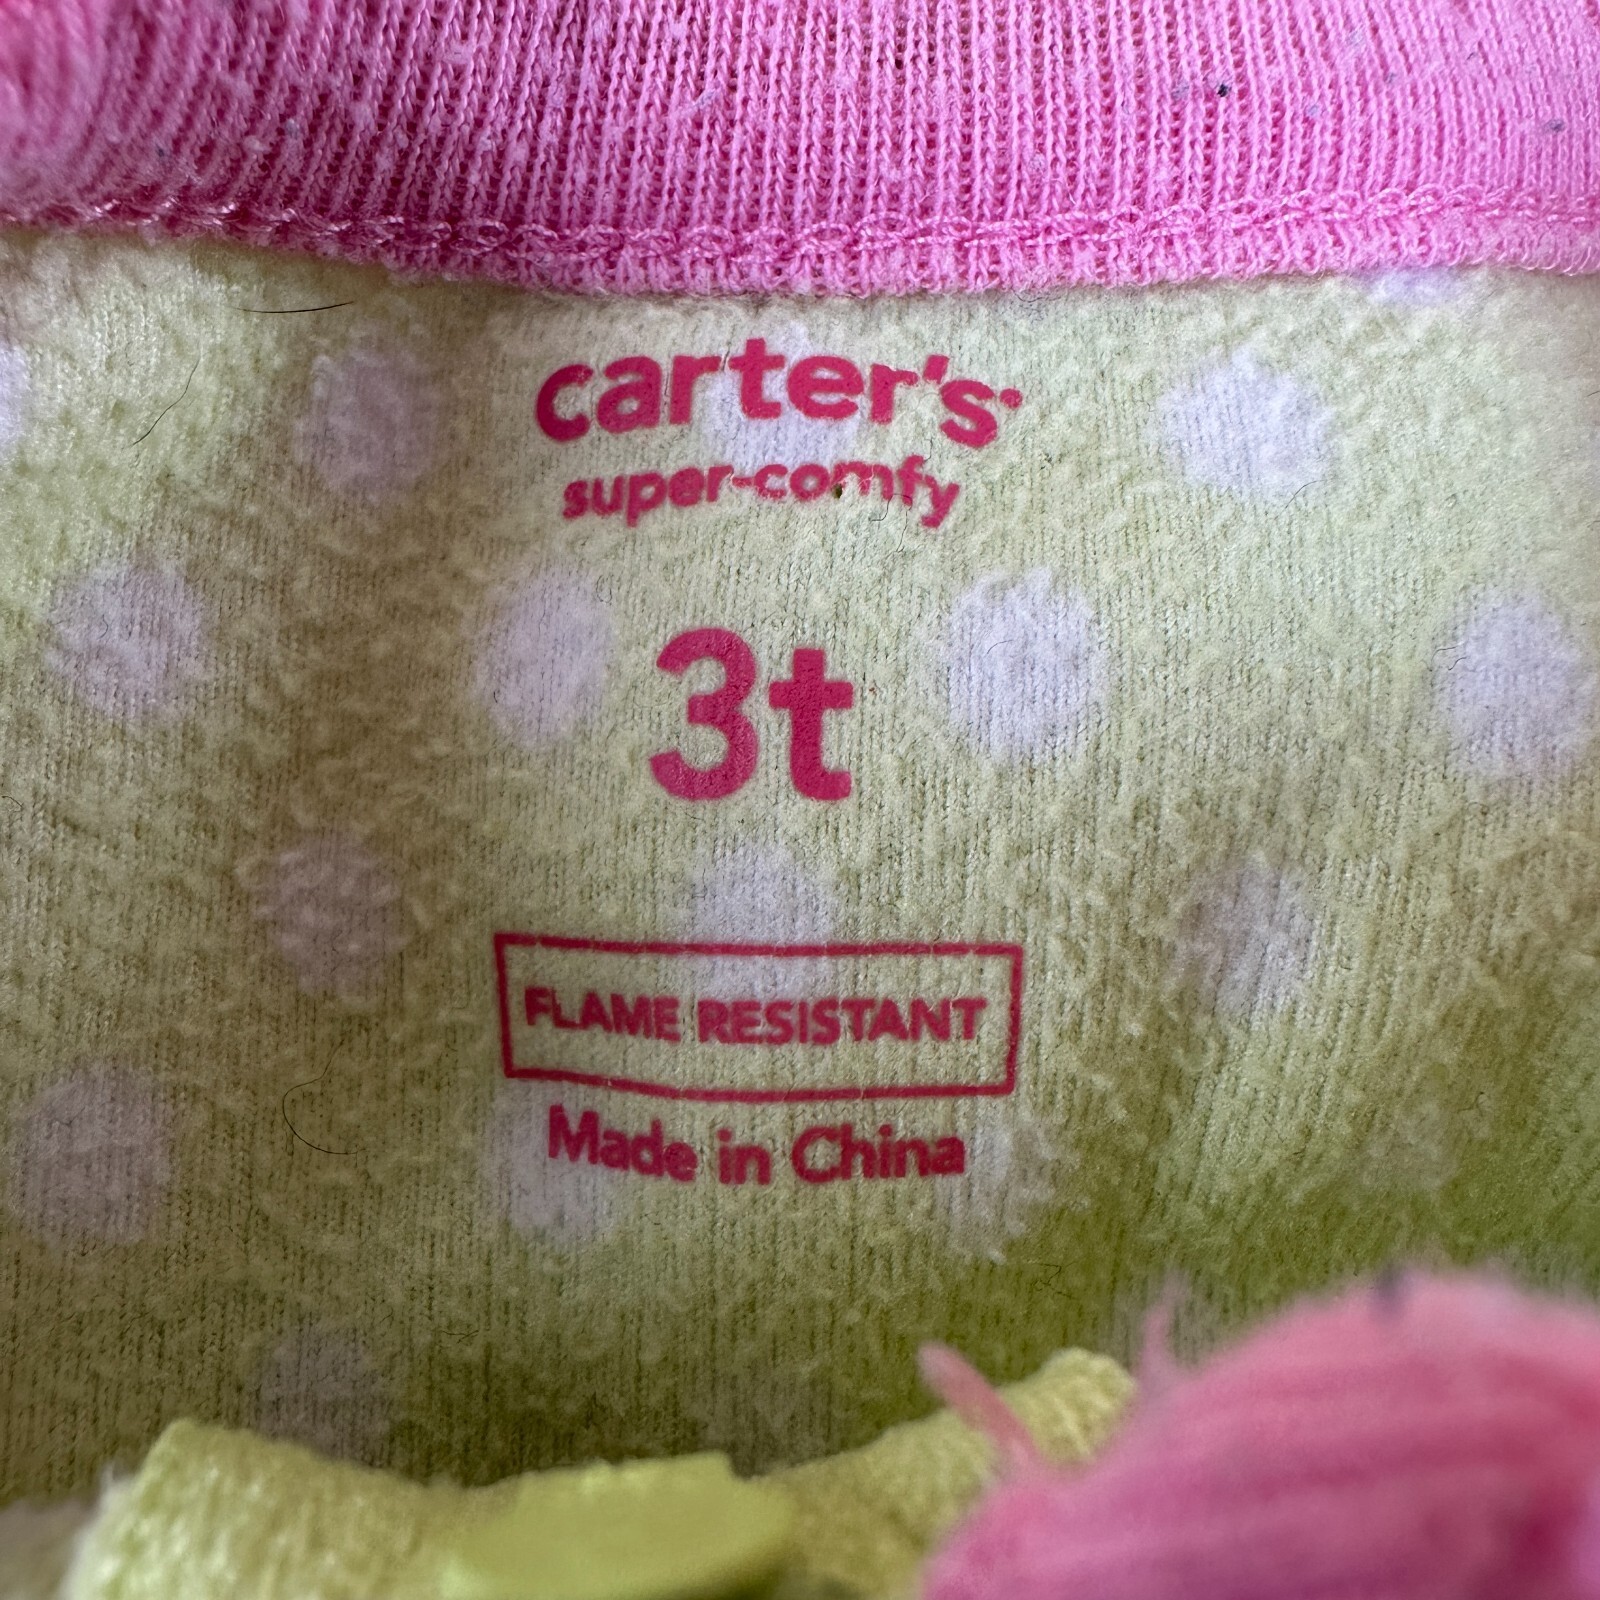 carter's
super-comfy
3t
FLAME RESISTANT
Made in China